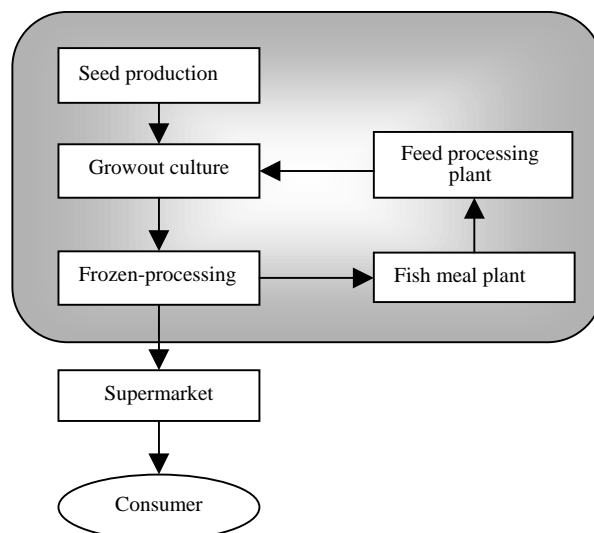 Seed production
Growout culture
Feed processing
plant
Frozen-processing
Fish meal plant
Supermarket
Consumer